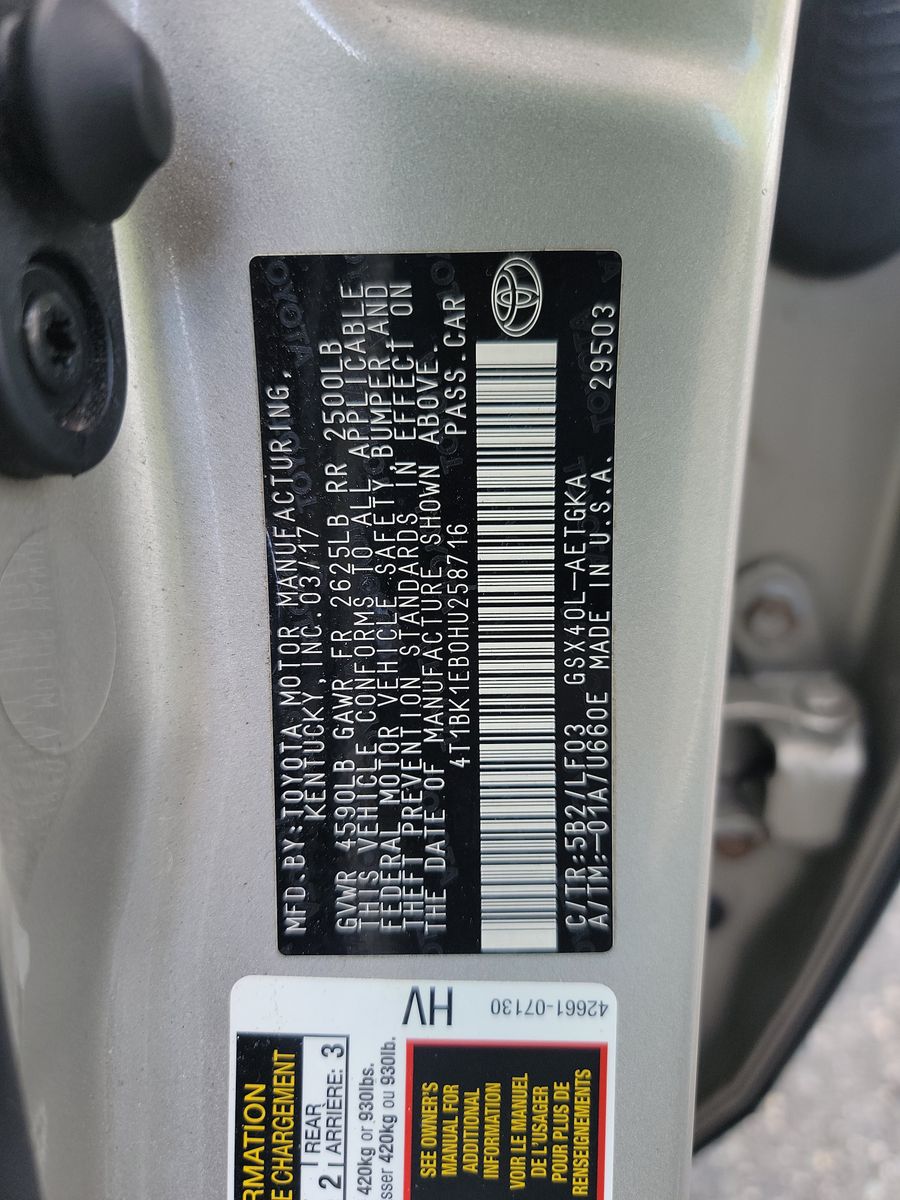 MFD.BY:TOYOTA MOTOR MANUFACTURING,
KENTUCKY, INC. 03/17
GVWR 4590LB GAWR FR 2625LB RR 2500LB
THIS VEHICLE CONFORMS TO ALL APPLICABLE
FEDERAL MOTOR VEHICLE SAFETY, BUMPER, AND
THEFT PREVENTION STANDARDS IN EFFECT ON
THE DATE OF MANUFACTURE SHOWN ABOVE.
4T1BK1EB0HU258716 PASS.CAR
C/TR:5B2/LF03 GSX40L-AETGKA
A/TM:-01A/U660E MADE IN U.S.A. 29503
HV
42661-07130
RMATION
E CHARGEMENT
2 REAR
ARRIÈRE: 3
420kg or 930lbs.
sser 420kg ou 930lb.
SEE OWNER'S
MANUAL FOR
ADDITIONAL
INFORMATION
VOIR LE MANUEL
DE L'USAGER
POUR PLUS DE
RENSEIGNEMENTS